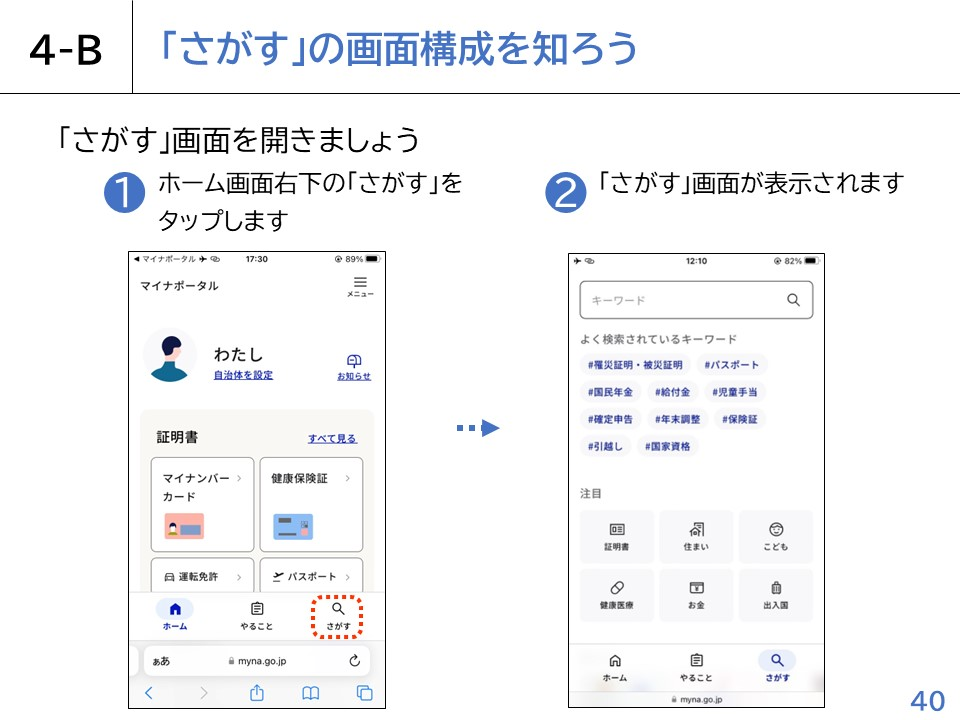 4-B
「さがす」の画面構成を知ろう
「さがす」画面を開きましょう
1
ホーム画面右下の「さがす」を
タップします
2
「さがす」画面が表示されます
マイナポータル 17:30 89%
マイナポータル
メニュー
わたし
自治体を設定
お知らせ
証明書
すべて見る
マイナンバー
カード
健康保険証
運転免許
パスポート
ホーム やること さがす
ぁあ myna.go.jp
12:10 82%
キーワード
よく検索されているキーワード
#罹災証明・被災証明 #パスポート
#国民年金 #給付金 #児童手当
#確定申告 #年末調整 #保険証
#引越し #国家資格
注目
証明書 住まい こども
健康医療 お金 出入国
ホーム やること さがす
myna.go.jp
40